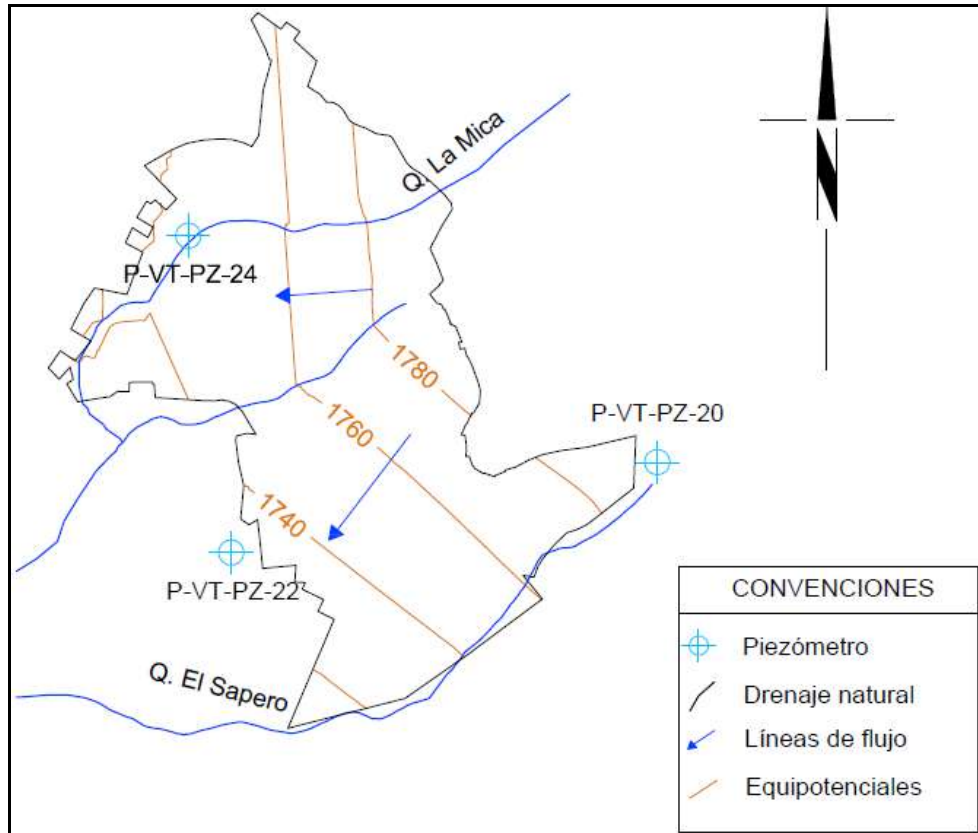 Q. La Mica
P-VT-PZ-24
1780
P-VT-PZ-20
1760
1740
P-VT-PZ-22
Q. El Sapero
CONVENCIONES
Piezómetro
Drenaje natural
Líneas de flujo
Equipotenciales